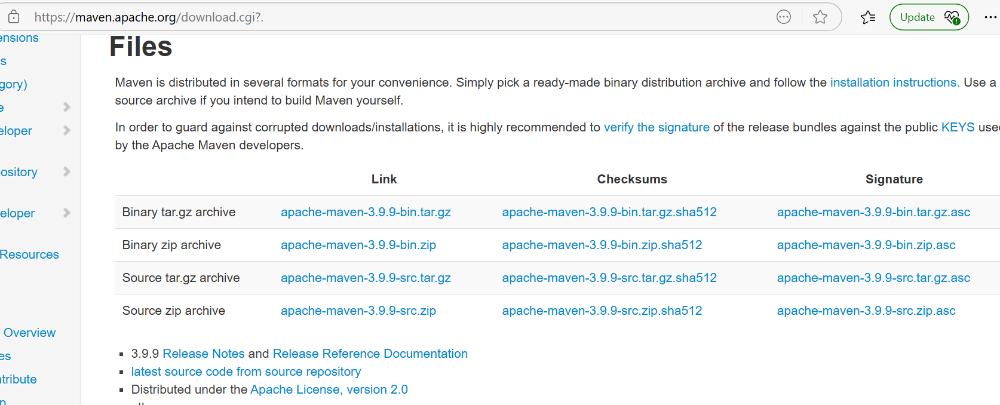 https://maven.apache.org/download.cgi?.
Update
ensions
s
gory)
e
eloper
ository
eloper
Resources
Overview
es
ntribute
p
Files
Maven is distributed in several formats for your convenience. Simply pick a ready-made binary distribution archive and follow the installation instructions. Use a
source archive if you intend to build Maven yourself.
In order to guard against corrupted downloads/installations, it is highly recommended to verify the signature of the release bundles against the public KEYS used
by the Apache Maven developers.
Link Checksums Signature
Binary tar.gz archive apache-maven-3.9.9-bin.tar.gz apache-maven-3.9.9-bin.tar.gz.sha512 apache-maven-3.9.9-bin.tar.gz.asc
Binary zip archive apache-maven-3.9.9-bin.zip apache-maven-3.9.9-bin.zip.sha512 apache-maven-3.9.9-bin.zip.asc
Source tar.gz archive apache-maven-3.9.9-src.tar.gz apache-maven-3.9.9-src.tar.gz.sha512 apache-maven-3.9.9-src.tar.gz.asc
Source zip archive apache-maven-3.9.9-src.zip apache-maven-3.9.9-src.zip.sha512 apache-maven-3.9.9-src.zip.asc
▪ 3.9.9 Release Notes and Release Reference Documentation
▪ latest source code from source repository
▪ Distributed under the Apache License, version 2.0